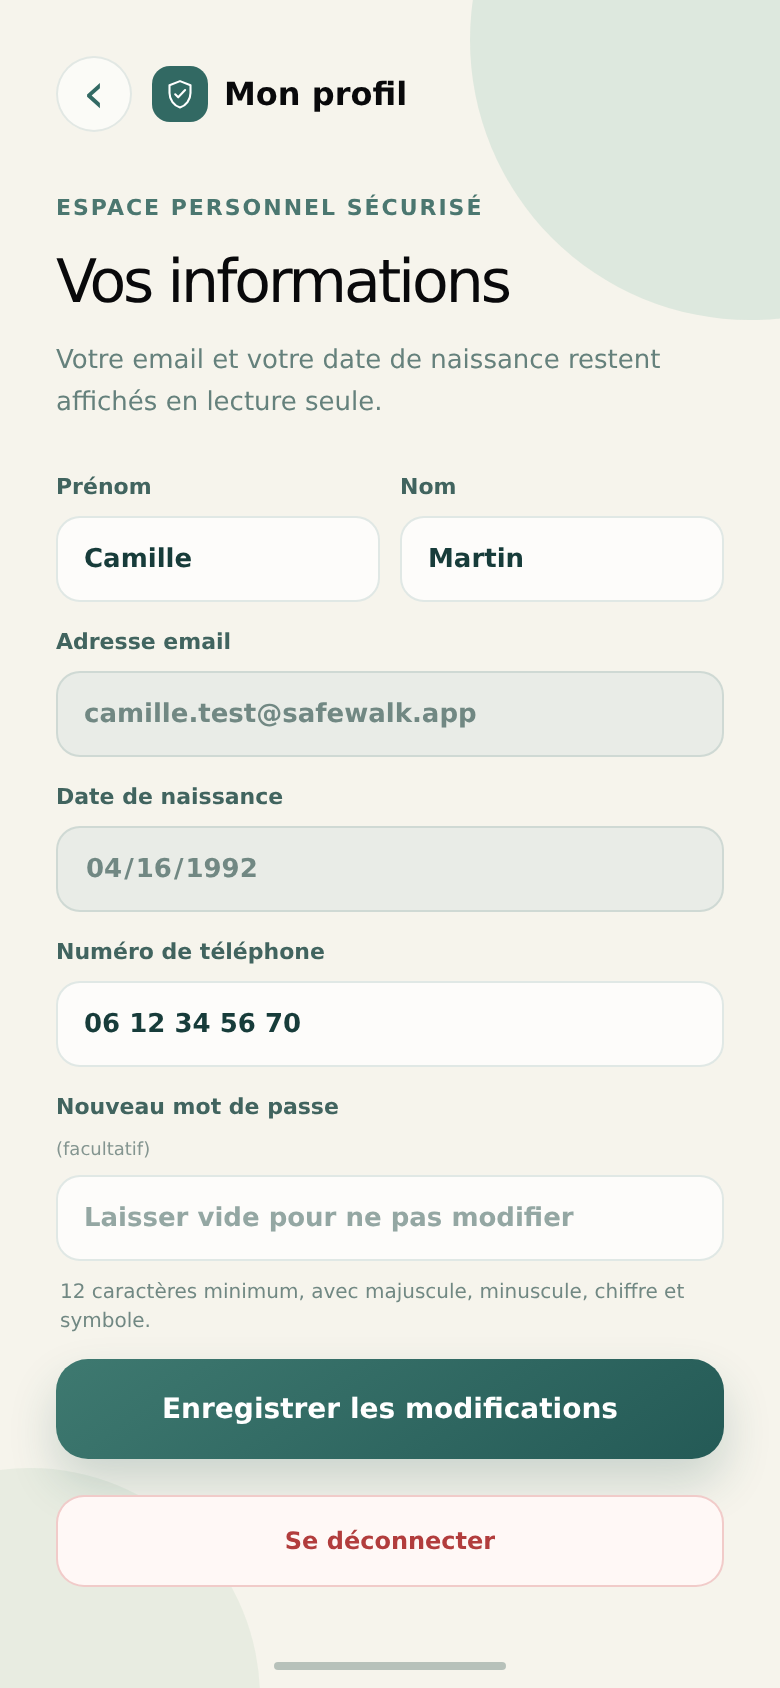 Mon profil
ESPACE PERSONNEL SÉCURISÉ
Vos informations
Votre email et votre date de naissance restent
affichés en lecture seule.
Prénom
Nom
Camille
Martin
Adresse email
camille.test@safewalk.app
Date de naissance
04/16/1992
Numéro de téléphone
06 12 34 56 70
Nouveau mot de passe
(facultatif)
Laisser vide pour ne pas modifier
12 caractères minimum, avec majuscule, minuscule, chiffre et
symbole.
Enregistrer les modifications
Se déconnecter